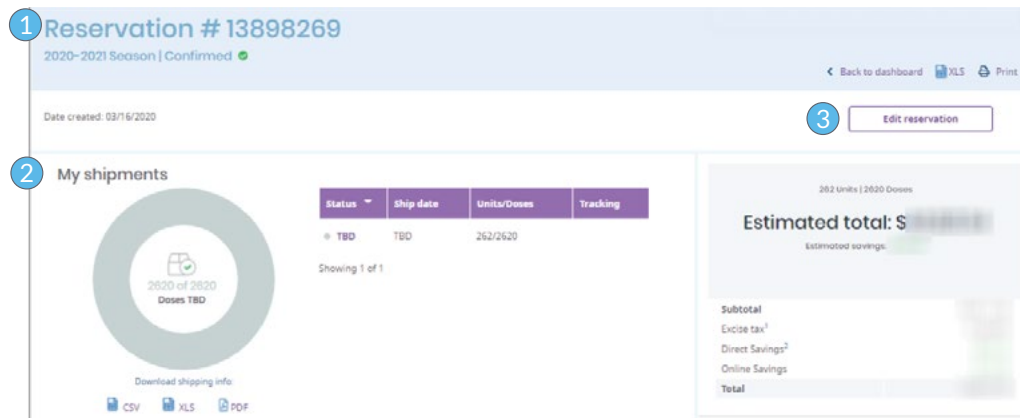 1 Reservation # 13898269
2020-2021 Season | Confirmed
Back to dashboard XLS Print
Date created: 03/16/2020
3 Edit reservation
2 My shipments
Status Ship date Units/Doses Tracking
TBD TBD 262/2620
Showing 1 of 1
2620 of 2620
Doses TBD
Download shipping info:
CSV XLS PDF
262 Units | 2620 Doses
Estimated total: $
Estimated savings:
Subtotal
Excise tax1
Direct Savings2
Online Savings
Total